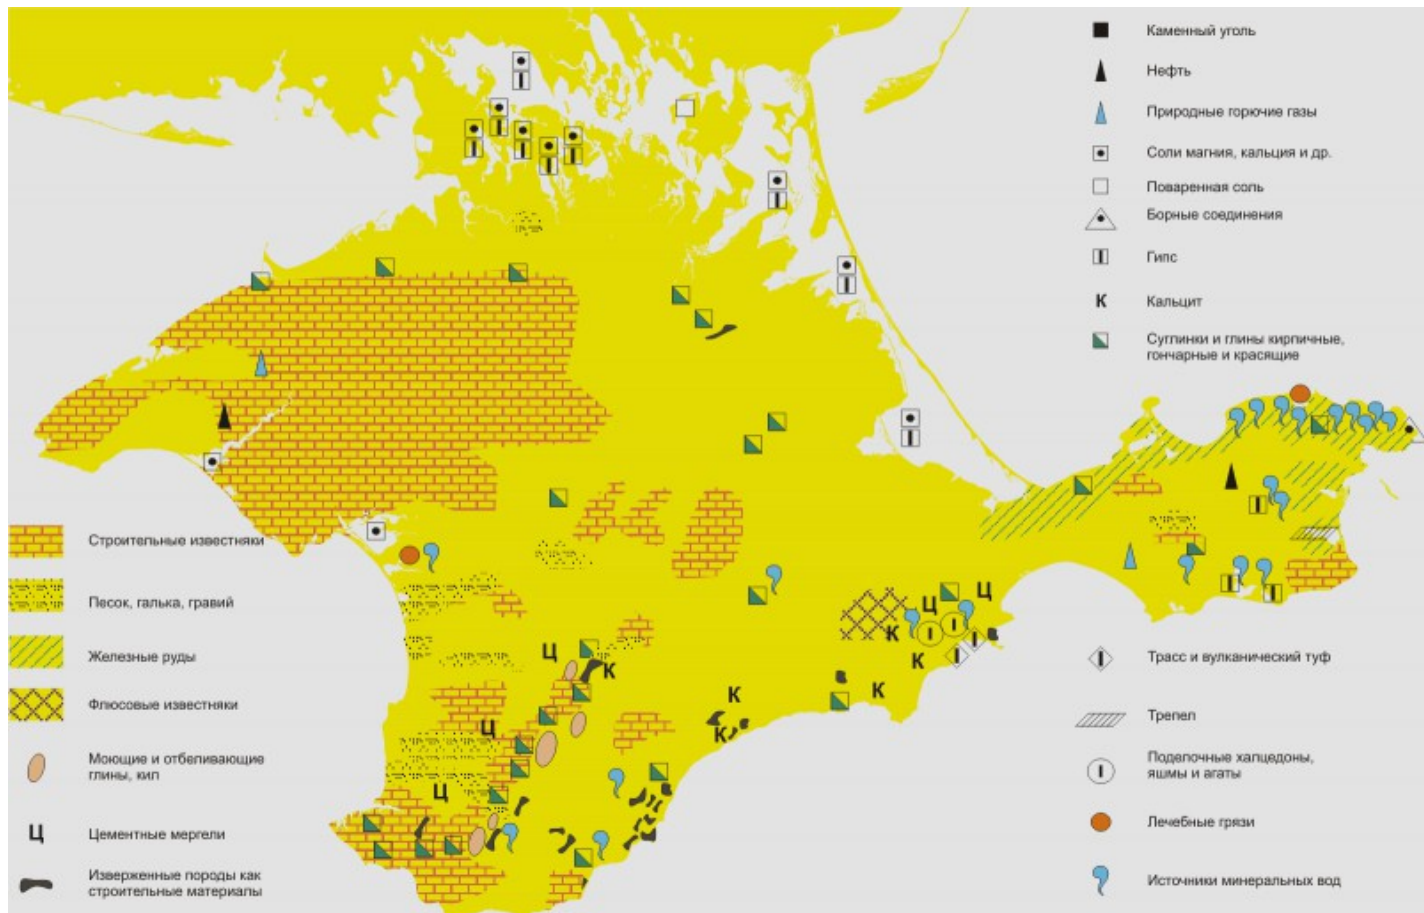 Каменный уголь
Нефть
Природные горючие газы
Соли магния, кальция и др.
Поваренная соль
Борные соединения
Гипс
К Кальцит
Суглинки и глины кирпичные,
гончарные и красящие
Строительные известняки
Песок, галька, гравий
Железные руды
Флюсовые известняки
Моющие и отбеливающие
глины, кил
Ц Цементные мергели
Изверженные породы как
строительные материалы
Ц
Ц
К
Ц
К
К
Ц
К
Ц
К
К
Трасс и вулканический туф
Трепел
Поделочные халцедоны,
яшмы и агаты
Лечебные грязи
Источники минеральных вод